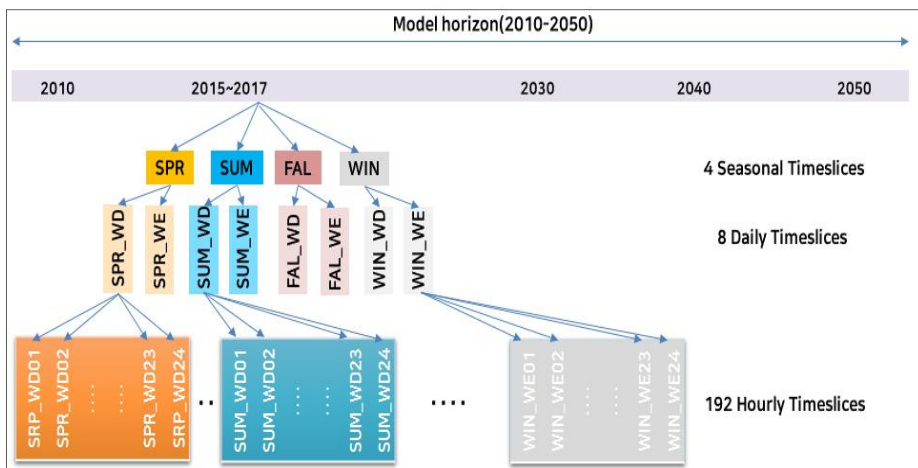 Model horizon(2010-2050)
2010 2015~2017 2030 2040 2050
SPR SUM FAL WIN 4 Seasonal Timeslices
SPR_WD SPR_WE SUM_WD SUM_WE FAL_WD FAL_WE WIN_WD WIN_WE 8 Daily Timeslices
SRP_WD01 SPR_WD02 ..... ..... SPR_WD23 SRP_WD24 .. SUM_WD01 SUM_WD02 ..... ..... SUM_WD23 SUM_WD24 .... WIN_WE01 WIN_WE02 ..... ..... WIN_WE23 WIN_WE24 192 Hourly Timeslices